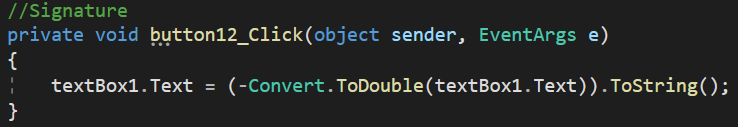 //Signature
private void button12_Click(object sender, EventArgs e)
{
textBox1.Text = (-Convert.ToDouble(textBox1.Text)).ToString();
}